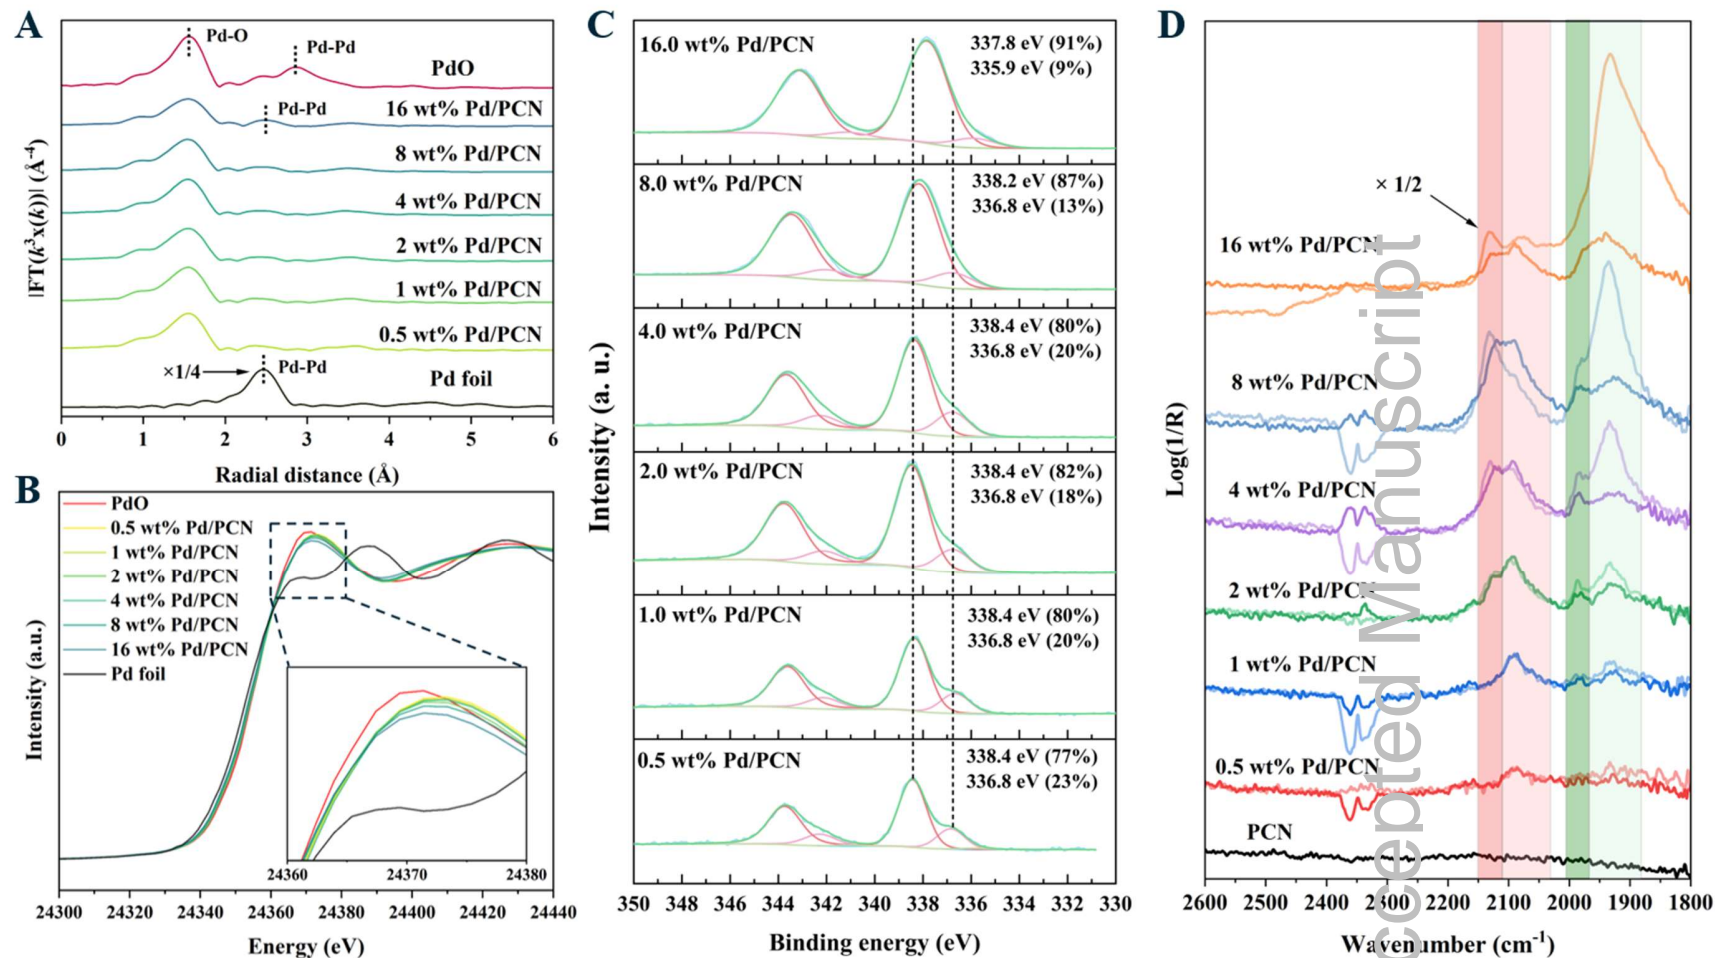 A
Pd-O
Pd-Pd
PdO
Pd-Pd
16 wt% Pd/PCN
8 wt% Pd/PCN
4 wt% Pd/PCN
2 wt% Pd/PCN
1 wt% Pd/PCN
0.5 wt% Pd/PCN
×1/4
Pd-Pd
Pd foil
|FT(k³x(k))| (Å⁻⁴)
0 1 2 3 4 5 6
Radial distance (Å)
B
PdO
0.5 wt% Pd/PCN
1 wt% Pd/PCN
2 wt% Pd/PCN
4 wt% Pd/PCN
8 wt% Pd/PCN
16 wt% Pd/PCN
Pd foil
Intensity (a.u.)
24360 24370 24380
24300 24320 24340 24360 24380 24400 24420 24440
Energy (eV)
C
16.0 wt% Pd/PCN
337.8 eV (91%)
335.9 eV (9%)
8.0 wt% Pd/PCN
338.2 eV (87%)
336.8 eV (13%)
4.0 wt% Pd/PCN
338.4 eV (80%)
336.8 eV (20%)
2.0 wt% Pd/PCN
338.4 eV (82%)
336.8 eV (18%)
1.0 wt% Pd/PCN
338.4 eV (80%)
336.8 eV (20%)
0.5 wt% Pd/PCN
338.4 eV (77%)
336.8 eV (23%)
Intensity (a. u.)
350 348 346 344 342 340 338 336 334 332 330
Binding energy (eV)
D
× 1/2
16 wt% Pd/PCN
8 wt% Pd/PCN
4 wt% Pd/PCN
2 wt% Pd/PCN
1 wt% Pd/PCN
0.5 wt% Pd/PCN
PCN
Log(1/R)
2600 2500 2400 2300 2200 2100 2000 1900 1800
Wavenumber (cm⁻¹)
ccepted Manuscript